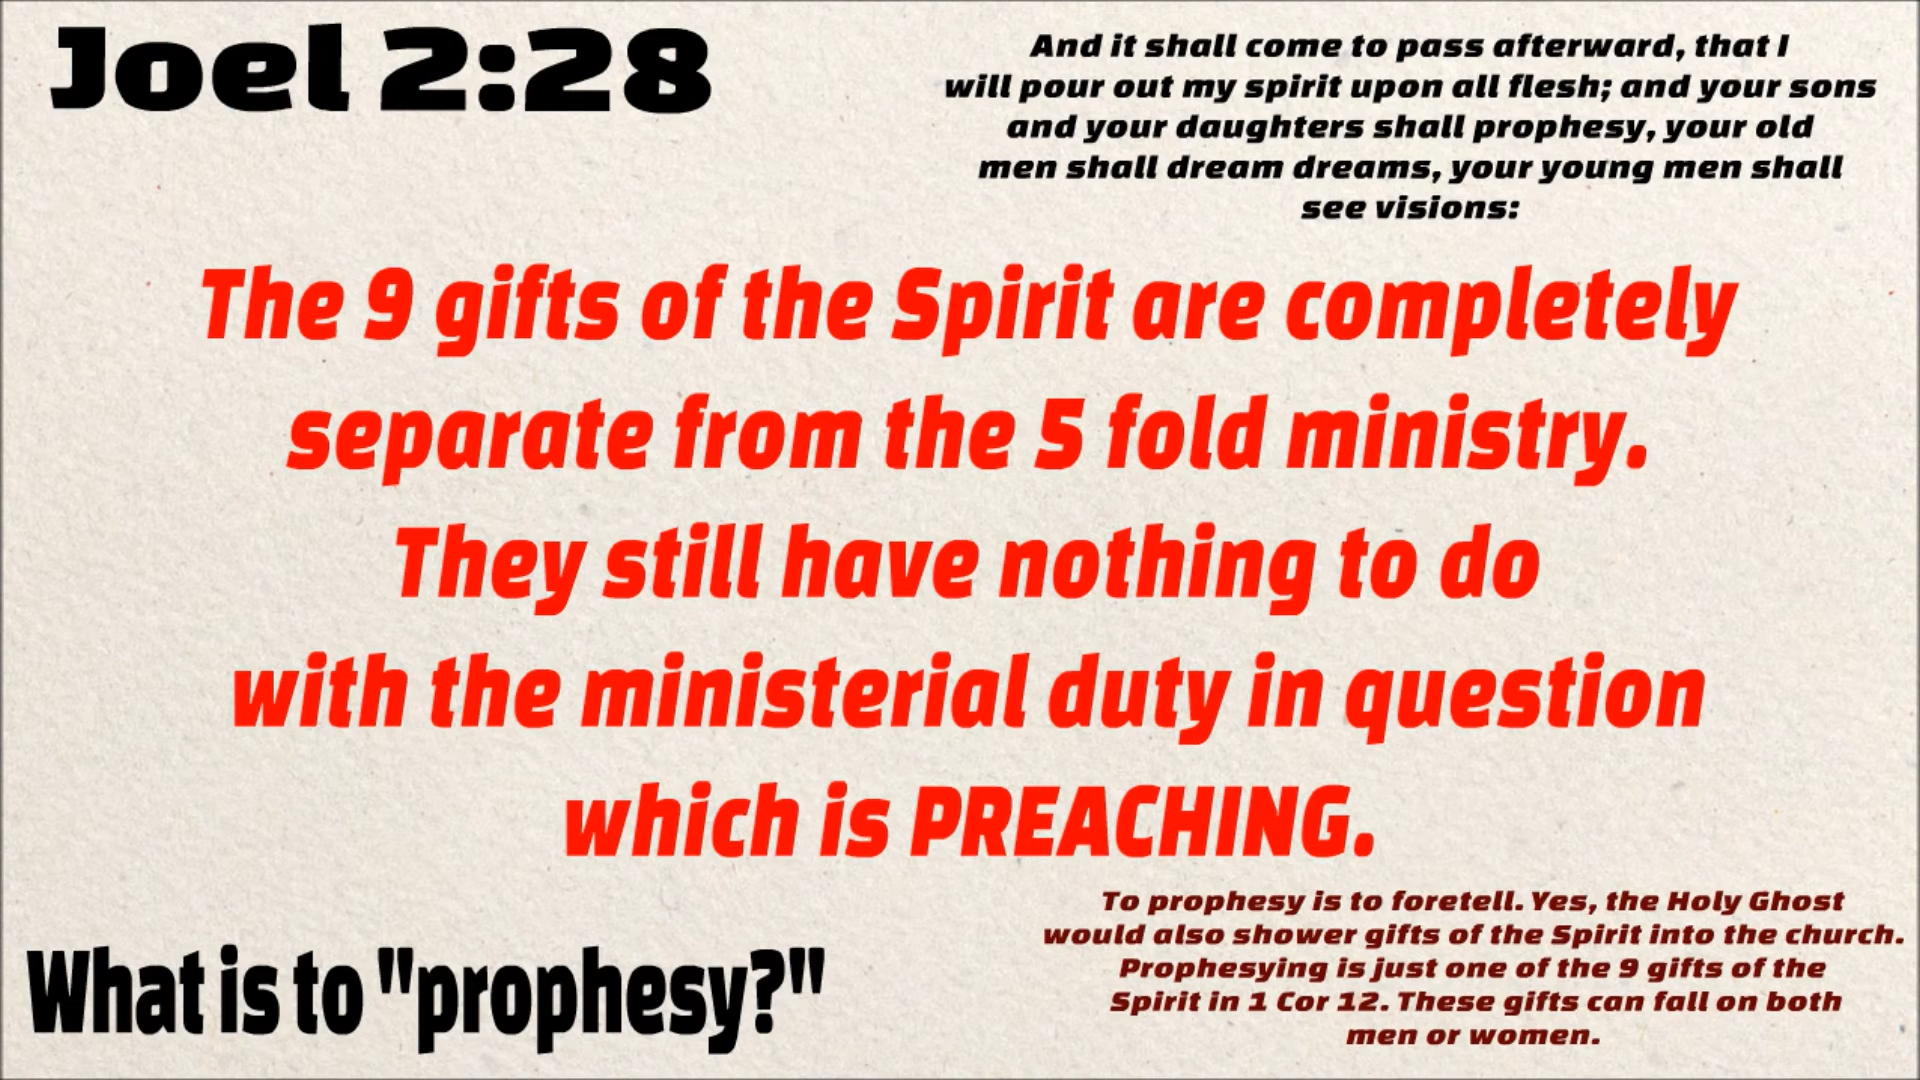 Joel 2:28
And it shall come to pass afterward, that I
will pour out my spirit upon all flesh; and your sons
and your daughters shall prophesy, your old
men shall dream dreams, your young men shall
see visions:
The 9 gifts of the Spirit are completely
separate from the 5 fold ministry.
They still have nothing to do
with the ministerial duty in question
which is PREACHING.
What is to "prophesy?"
To prophesy is to foretell. Yes, the Holy Ghost
would also shower gifts of the Spirit into the church.
Prophesying is just one of the 9 gifts of the
Spirit in 1 Cor 12. These gifts can fall on both
men or women.